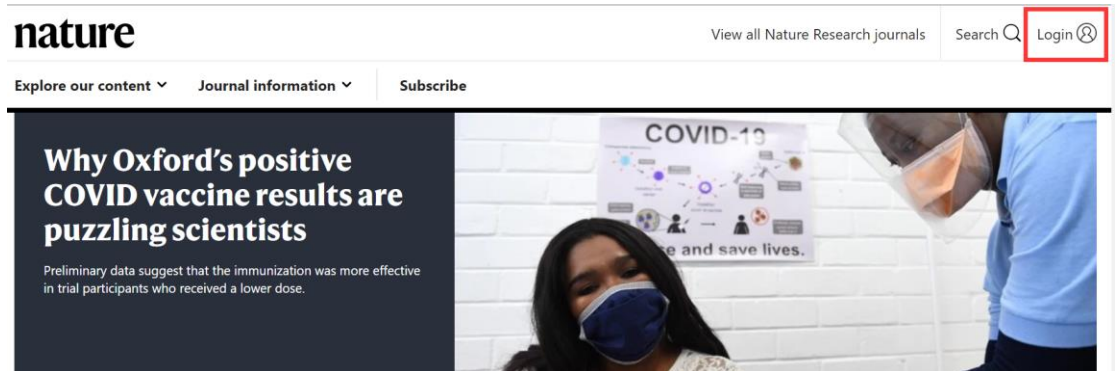 nature
View all Nature Research journals
Search
Login
Explore our content
Journal information
Subscribe
Why Oxford's positive
COVID vaccine results are
puzzling scientists
Preliminary data suggest that the immunization was more effective
in trial participants who received a lower dose.
COVID-19
e and save lives.